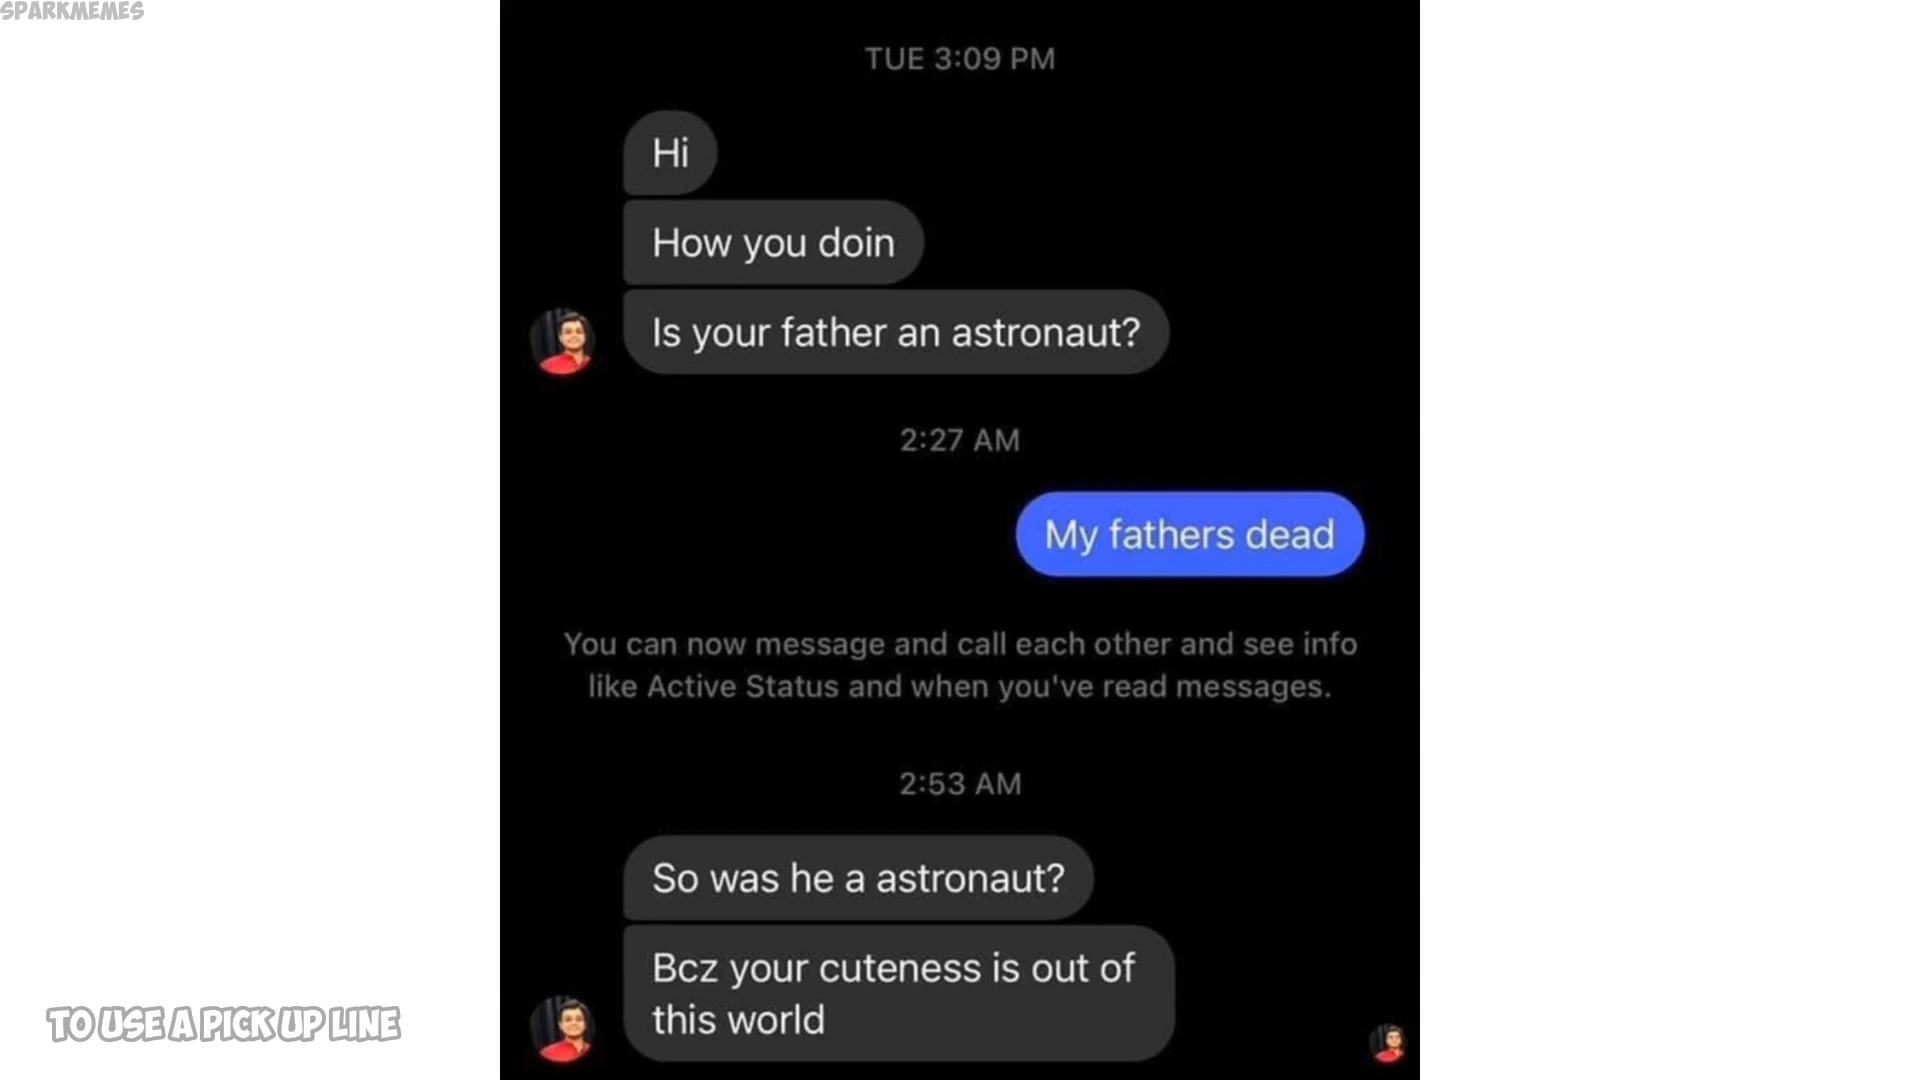 SPARKMEMES
TUE 3:09 PM
Hi
How you doin
Is your father an astronaut?
2:27 AM
My fathers dead
You can now message and call each other and see info
like Active Status and when you've read messages.
2:53 AM
So was he a astronaut?
Bcz your cuteness is out of
this world
TO USE A PICK UP LINE